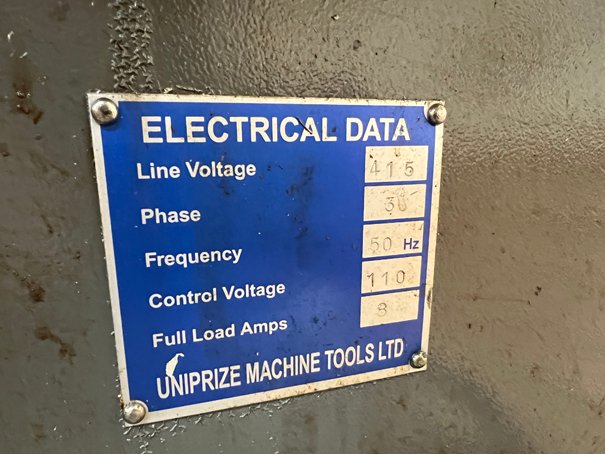 ELECTRICAL DATA
Line Voltage 415
Phase 3
Frequency 50 Hz
Control Voltage 110
Full Load Amps 8
UNIPRIZE MACHINE TOOLS LTD